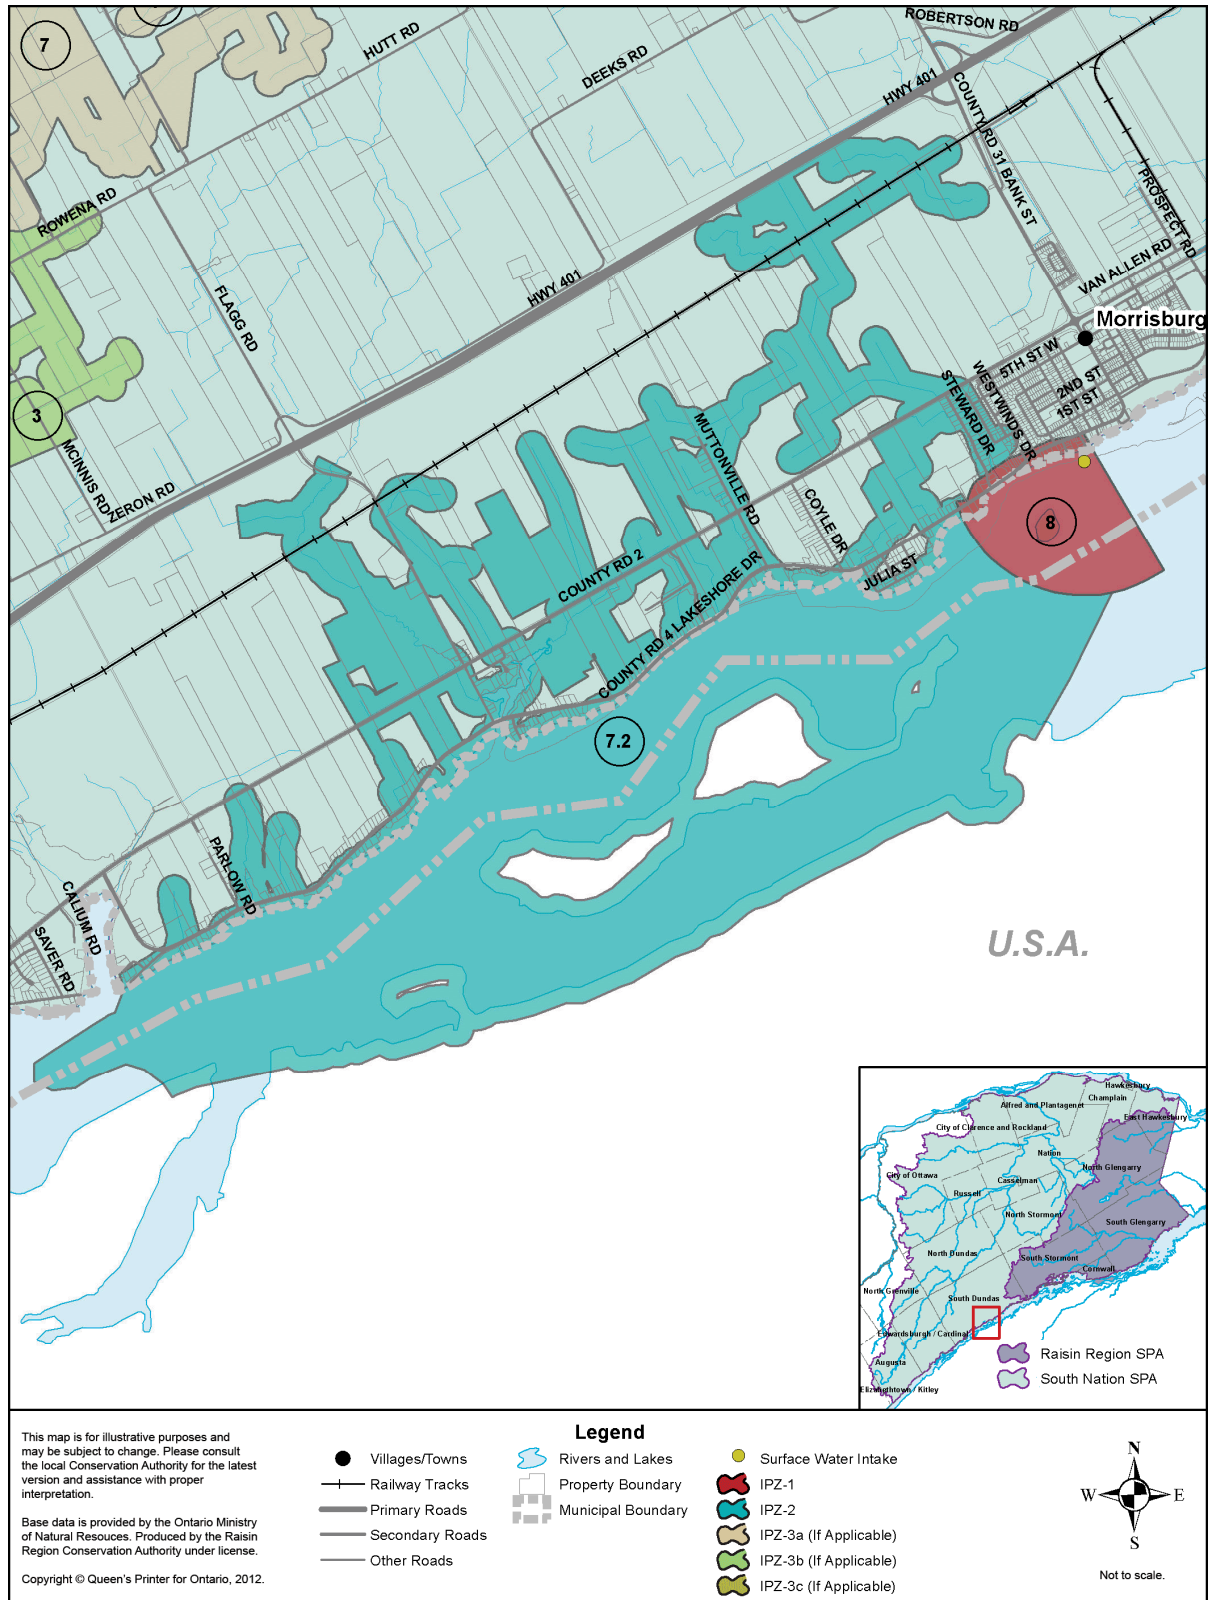 7
HUTT RD
DEEKS RD
ROBERTSON RD
HWY 401
COUNTY RD 31 BANK ST
PROSPECT RD
ROWENA RD
FLAGG RD
HWY 401
VAN ALLEN RD
Morrisburg
5TH ST W
2ND ST
1ST ST
WESTWINDS DR
STEWARD DR
3
MCINNIS RD
ZERON RD
MUTTONVILLE RD
COYLE DR
8
JULIA ST
COUNTY RD 2
COUNTY RD 4 LAKESHORE DR
7.2
PARLOW RD
CALIUM RD
SAVER RD
U.S.A.
Hawkesbury
Champlain
Alfred and Plantagenet
East Hawkesbury
City of Clarence and Rockland
Nation
North Glengarry
City of Ottawa
Casselman
Russell
North Stormont
South Glengarry
North Dundas
South Stormont
Cornwall
North Grenville
South Dundas
Edwardsburgh / Cardinal
Augusta
Elizabethtown / Kitley
Raisin Region SPA
South Nation SPA
This map is for illustrative purposes and
may be subject to change. Please consult
the local Conservation Authority for the latest
version and assistance with proper
interpretation.
Base data is provided by the Ontario Ministry
of Natural Resouces. Produced by the Raisin
Region Conservation Authority under license.
Copyright © Queen's Printer for Ontario, 2012.
Legend
Villages/Towns
Railway Tracks
Primary Roads
Secondary Roads
Other Roads
Rivers and Lakes
Property Boundary
Municipal Boundary
Surface Water Intake
IPZ-1
IPZ-2
IPZ-3a (If Applicable)
IPZ-3b (If Applicable)
IPZ-3c (If Applicable)
N
W
E
S
Not to scale.